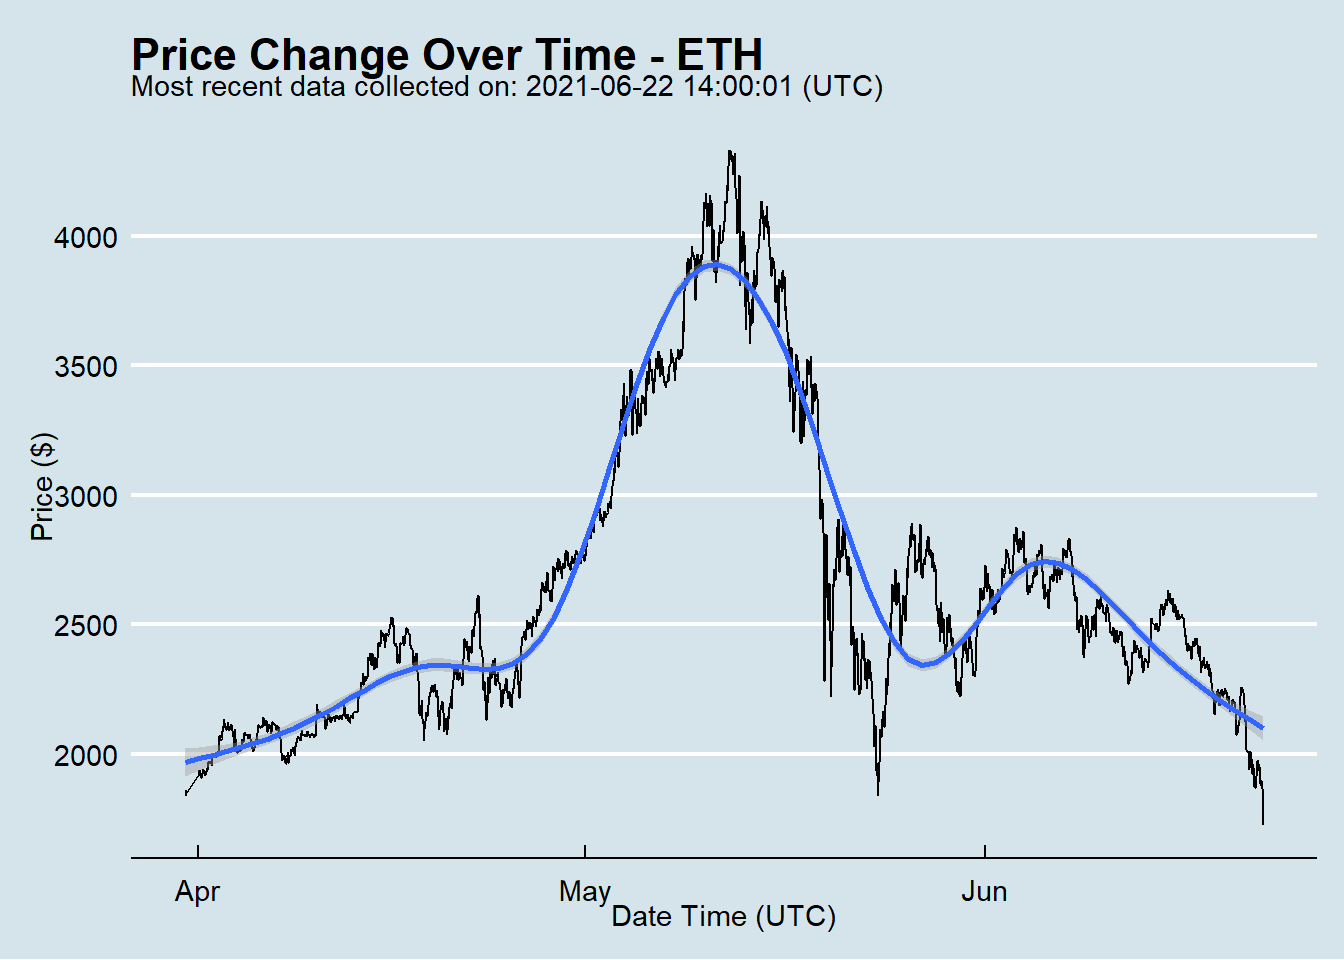 Price Change Over Time - ETH
Most recent data collected on: 2021-06-22 14:00:01 (UTC)
Price ($)
4000
3500
3000
2500
2000
Apr
May
Jun
Date Time (UTC)